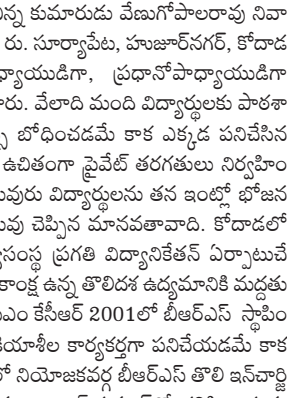 న్న కుమారుడు వేణుగోపాలరావు నివా
రు. సూర్యాపేట, హుజూర్‌నగర్, కోదాడ
ధ్యాయుడిగా, ప్రధానోపాధ్యాయుడిగా
రు. వేలాది మంది విద్యార్థులకు పాఠశా
బోధించడమే కాక ఎక్కడ పనిచేసిన
ఉచితంగా ప్రైవేట్ తరగతులు నిర్వహిం
వురు విద్యార్థులను తన ఇంట్లో భోజన
వు చెప్పిన మానవతావాది. కోదాడలో
సంస్థ ప్రగతి విద్యానికేతన్ ఏర్పాటుచే
కాంక్ష ఉన్న తొలిదశ ఉద్యమానికి మద్దతు
ఎం కేసీఆర్ 2001లో బీఆర్ఎస్ స్థాపిం
యాశీల కార్యకర్తగా పనిచేయడమే కాక
లో నియోజకవర్గ బీఆర్ఎస్ తొలి ఇన్‌చార్జి